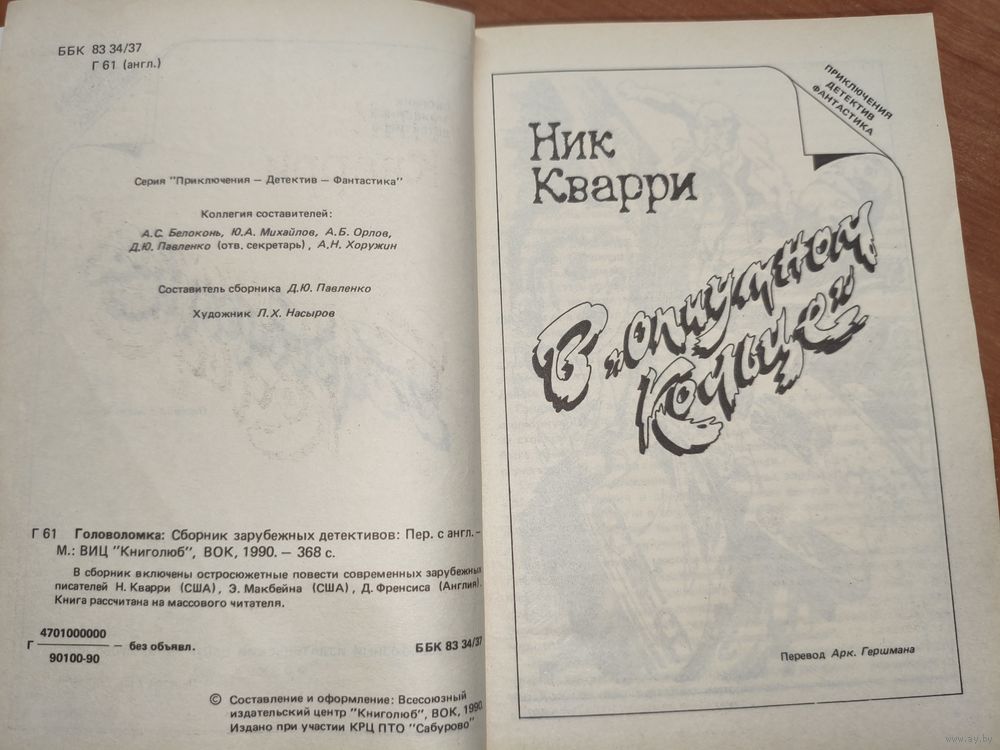 ББК 83 34/37
Г 61 (англ.)
Серия "Приключения — Детектив — Фантастика"
Коллегия составителей:
А.С. Белоконь, Ю.А. Михайлов, А.Б. Орлов,
Д.Ю. Павленко (отв. секретарь), А.Н. Хоружин
Составитель сборника Д.Ю. Павленко
Художник Л.Х. Насыров
Г 61 Головоломка: Сборник зарубежных детективов: Пер. с англ. —
М.: ВИЦ "Книголюб", ВОК, 1990. — 368 с.
В сборник включены остросюжетные повести современных зарубежных
писателей Н. Кварри (США), Э. Макбейна (США), Д. Френсиса (Англия).
Книга рассчитана на массового читателя.
4701000000
Г — без объявл.
90100-90
ББК 83 34/37
© Составление и оформление: Всесоюзный
издательский центр "Книголюб", ВОК, 1990
Издано при участии КРЦ ПТО "Сабурово"
ПРИКЛЮЧЕНИЯ
ДЕТЕКТИВ
ФАНТАСТИКА
Ник
Кварри
В „опиумном
кольце"
Перевод Арк. Гершмана
www.ay.by